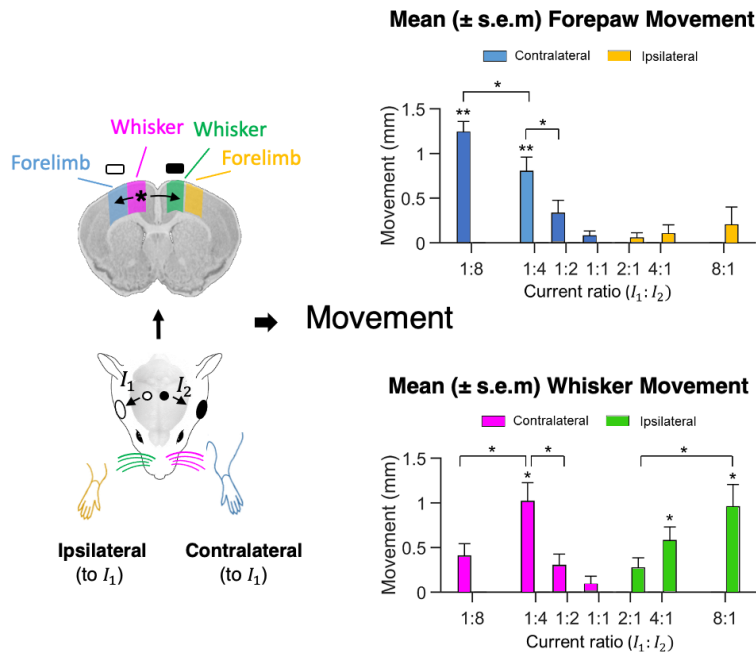 Mean (± s.e.m) Forepaw Movement
Contralateral Ipsilateral
Movement (mm)
1.5
1
0.5
0
** * ** *
1:8 1:4 1:2 1:1 2:1 4:1 8:1
Current ratio (I₁: I₂)
Whisker Whisker
Forelimb Forelimb
*
Movement
I₁ I₂
Ipsilateral
(to I₁)
Contralateral
(to I₁)
Mean (± s.e.m) Whisker Movement
Contralateral Ipsilateral
Movement (mm)
1.5
1
0.5
0
* * * * * *
1:8 1:4 1:2 1:1 2:1 4:1 8:1
Current ratio (I₁: I₂)